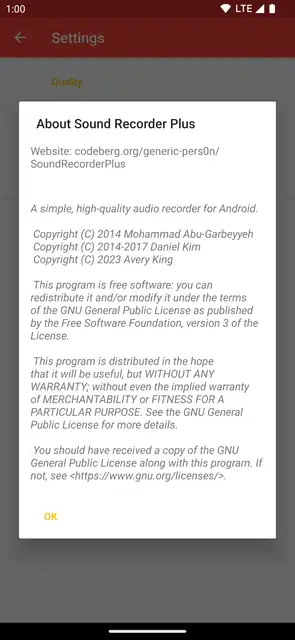 1:00
LTE
Settings
Quality
About Sound Recorder Plus
Website: codeberg.org/generic-pers0n/
SoundRecorderPlus
A simple, high-quality audio recorder for Android.
Copyright (C) 2014 Mohammad Abu-Garbeyyeh
Copyright (C) 2014-2017 Daniel Kim
Copyright (C) 2023 Avery King
This program is free software: you can
redistribute it and/or modify it under the terms
of the GNU General Public License as published
by the Free Software Foundation, version 3 of the
License.
This program is distributed in the hope
that it will be useful, but WITHOUT ANY
WARRANTY; without even the implied warranty
of MERCHANTABILITY or FITNESS FOR A
PARTICULAR PURPOSE. See the GNU General
Public License for more details.
You should have received a copy of the GNU
General Public License along with this program. If
not, see <https://www.gnu.org/licenses/>.
OK